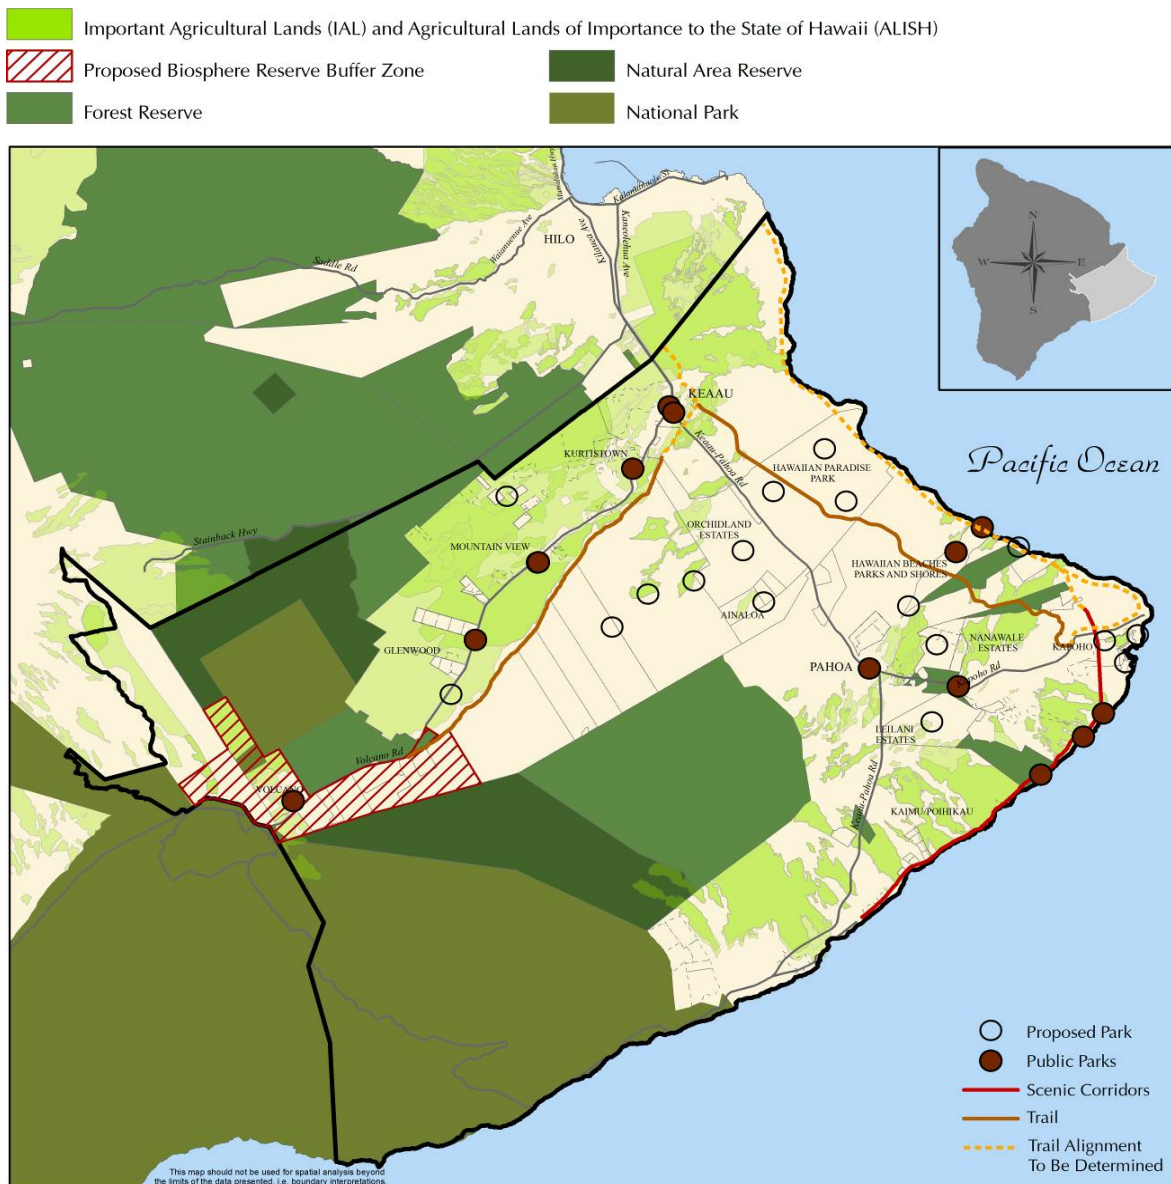 Important Agricultural Lands (IAL) and Agricultural Lands of Importance to the State of Hawaii (ALISH)
Proposed Biosphere Reserve Buffer Zone
Natural Area Reserve
Forest Reserve
National Park
Kalanianaole St
Waianuenue Ave
Kilauea Ave
Kanoelehua Ave
HILO
Saddle Rd
N
W
E
S
KEAAU
Keaau-Pahoa Rd
KURTISTOWN
HAWAIIAN PARADISE
PARK
Pacific Ocean
ORCHIDLAND
ESTATES
Stainback Hwy
MOUNTAIN VIEW
HAWAIIAN BEACHES
PARKS AND SHORES
AINALOA
GLENWOOD
NANAWALE
ESTATES
KAPOHO
PAHOA
Kapoho Rd
LEILANI
ESTATES
Volcano Rd
VOLCANO
Keaau-Pahoa Rd
KAIMU/POIHIKAU
Proposed Park
Public Parks
Scenic Corridors
Trail
Trail Alignment
To Be Determined
This map should not be used for spatial analysis beyond
the limits of the data presented, i.e. boundary interpretations.